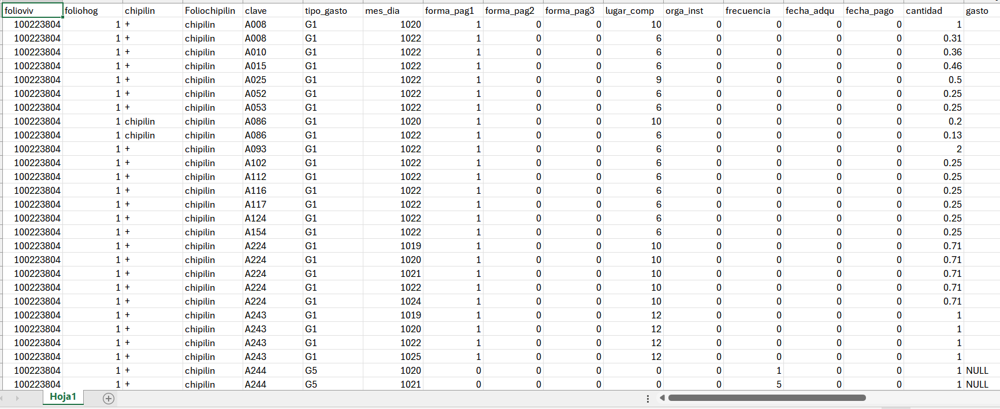 folioviv foliohog chipilin Foliochipilin clave tipo_gasto mes_dia forma_pag1 forma_pag2 forma_pag3 lugar_comp orga_inst frecuencia fecha_adqu fecha_pago cantidad gasto
100223804 1 + chipilin A008 G1 1020 1 0 0 10 0 0 0 0 1
100223804 1 + chipilin A008 G1 1022 1 0 0 6 0 0 0 0 0.31
100223804 1 + chipilin A010 G1 1022 1 0 0 6 0 0 0 0 0.36
100223804 1 + chipilin A015 G1 1022 1 0 0 6 0 0 0 0 0.46
100223804 1 + chipilin A025 G1 1022 1 0 0 9 0 0 0 0 0.5
100223804 1 + chipilin A052 G1 1022 1 0 0 6 0 0 0 0 0.25
100223804 1 + chipilin A053 G1 1022 1 0 0 6 0 0 0 0 0.25
100223804 1 chipilin chipilin A086 G1 1020 1 0 0 10 0 0 0 0 0.2
100223804 1 chipilin chipilin A086 G1 1022 1 0 0 6 0 0 0 0 0.13
100223804 1 + chipilin A093 G1 1022 1 0 0 6 0 0 0 0 2
100223804 1 + chipilin A102 G1 1022 1 0 0 6 0 0 0 0 0.25
100223804 1 + chipilin A112 G1 1022 1 0 0 6 0 0 0 0 0.25
100223804 1 + chipilin A116 G1 1022 1 0 0 6 0 0 0 0 0.25
100223804 1 + chipilin A117 G1 1022 1 0 0 6 0 0 0 0 0.25
100223804 1 + chipilin A124 G1 1022 1 0 0 6 0 0 0 0 0.25
100223804 1 + chipilin A154 G1 1022 1 0 0 6 0 0 0 0 0.25
100223804 1 + chipilin A224 G1 1019 1 0 0 10 0 0 0 0 0.71
100223804 1 + chipilin A224 G1 1020 1 0 0 10 0 0 0 0 0.71
100223804 1 + chipilin A224 G1 1021 1 0 0 10 0 0 0 0 0.71
100223804 1 + chipilin A224 G1 1022 1 0 0 10 0 0 0 0 0.71
100223804 1 + chipilin A224 G1 1024 1 0 0 10 0 0 0 0 0.71
100223804 1 + chipilin A243 G1 1019 1 0 0 12 0 0 0 0 1
100223804 1 + chipilin A243 G1 1020 1 0 0 12 0 0 0 0 1
100223804 1 + chipilin A243 G1 1022 1 0 0 12 0 0 0 0 1
100223804 1 + chipilin A243 G1 1025 1 0 0 12 0 0 0 0 1
100223804 1 + chipilin A244 G5 1020 0 0 0 0 0 1 0 0 1 NULL
100223804 1 + chipilin A244 G5 1021 0 0 0 0 0 5 0 0 1 NULL
Hoja1